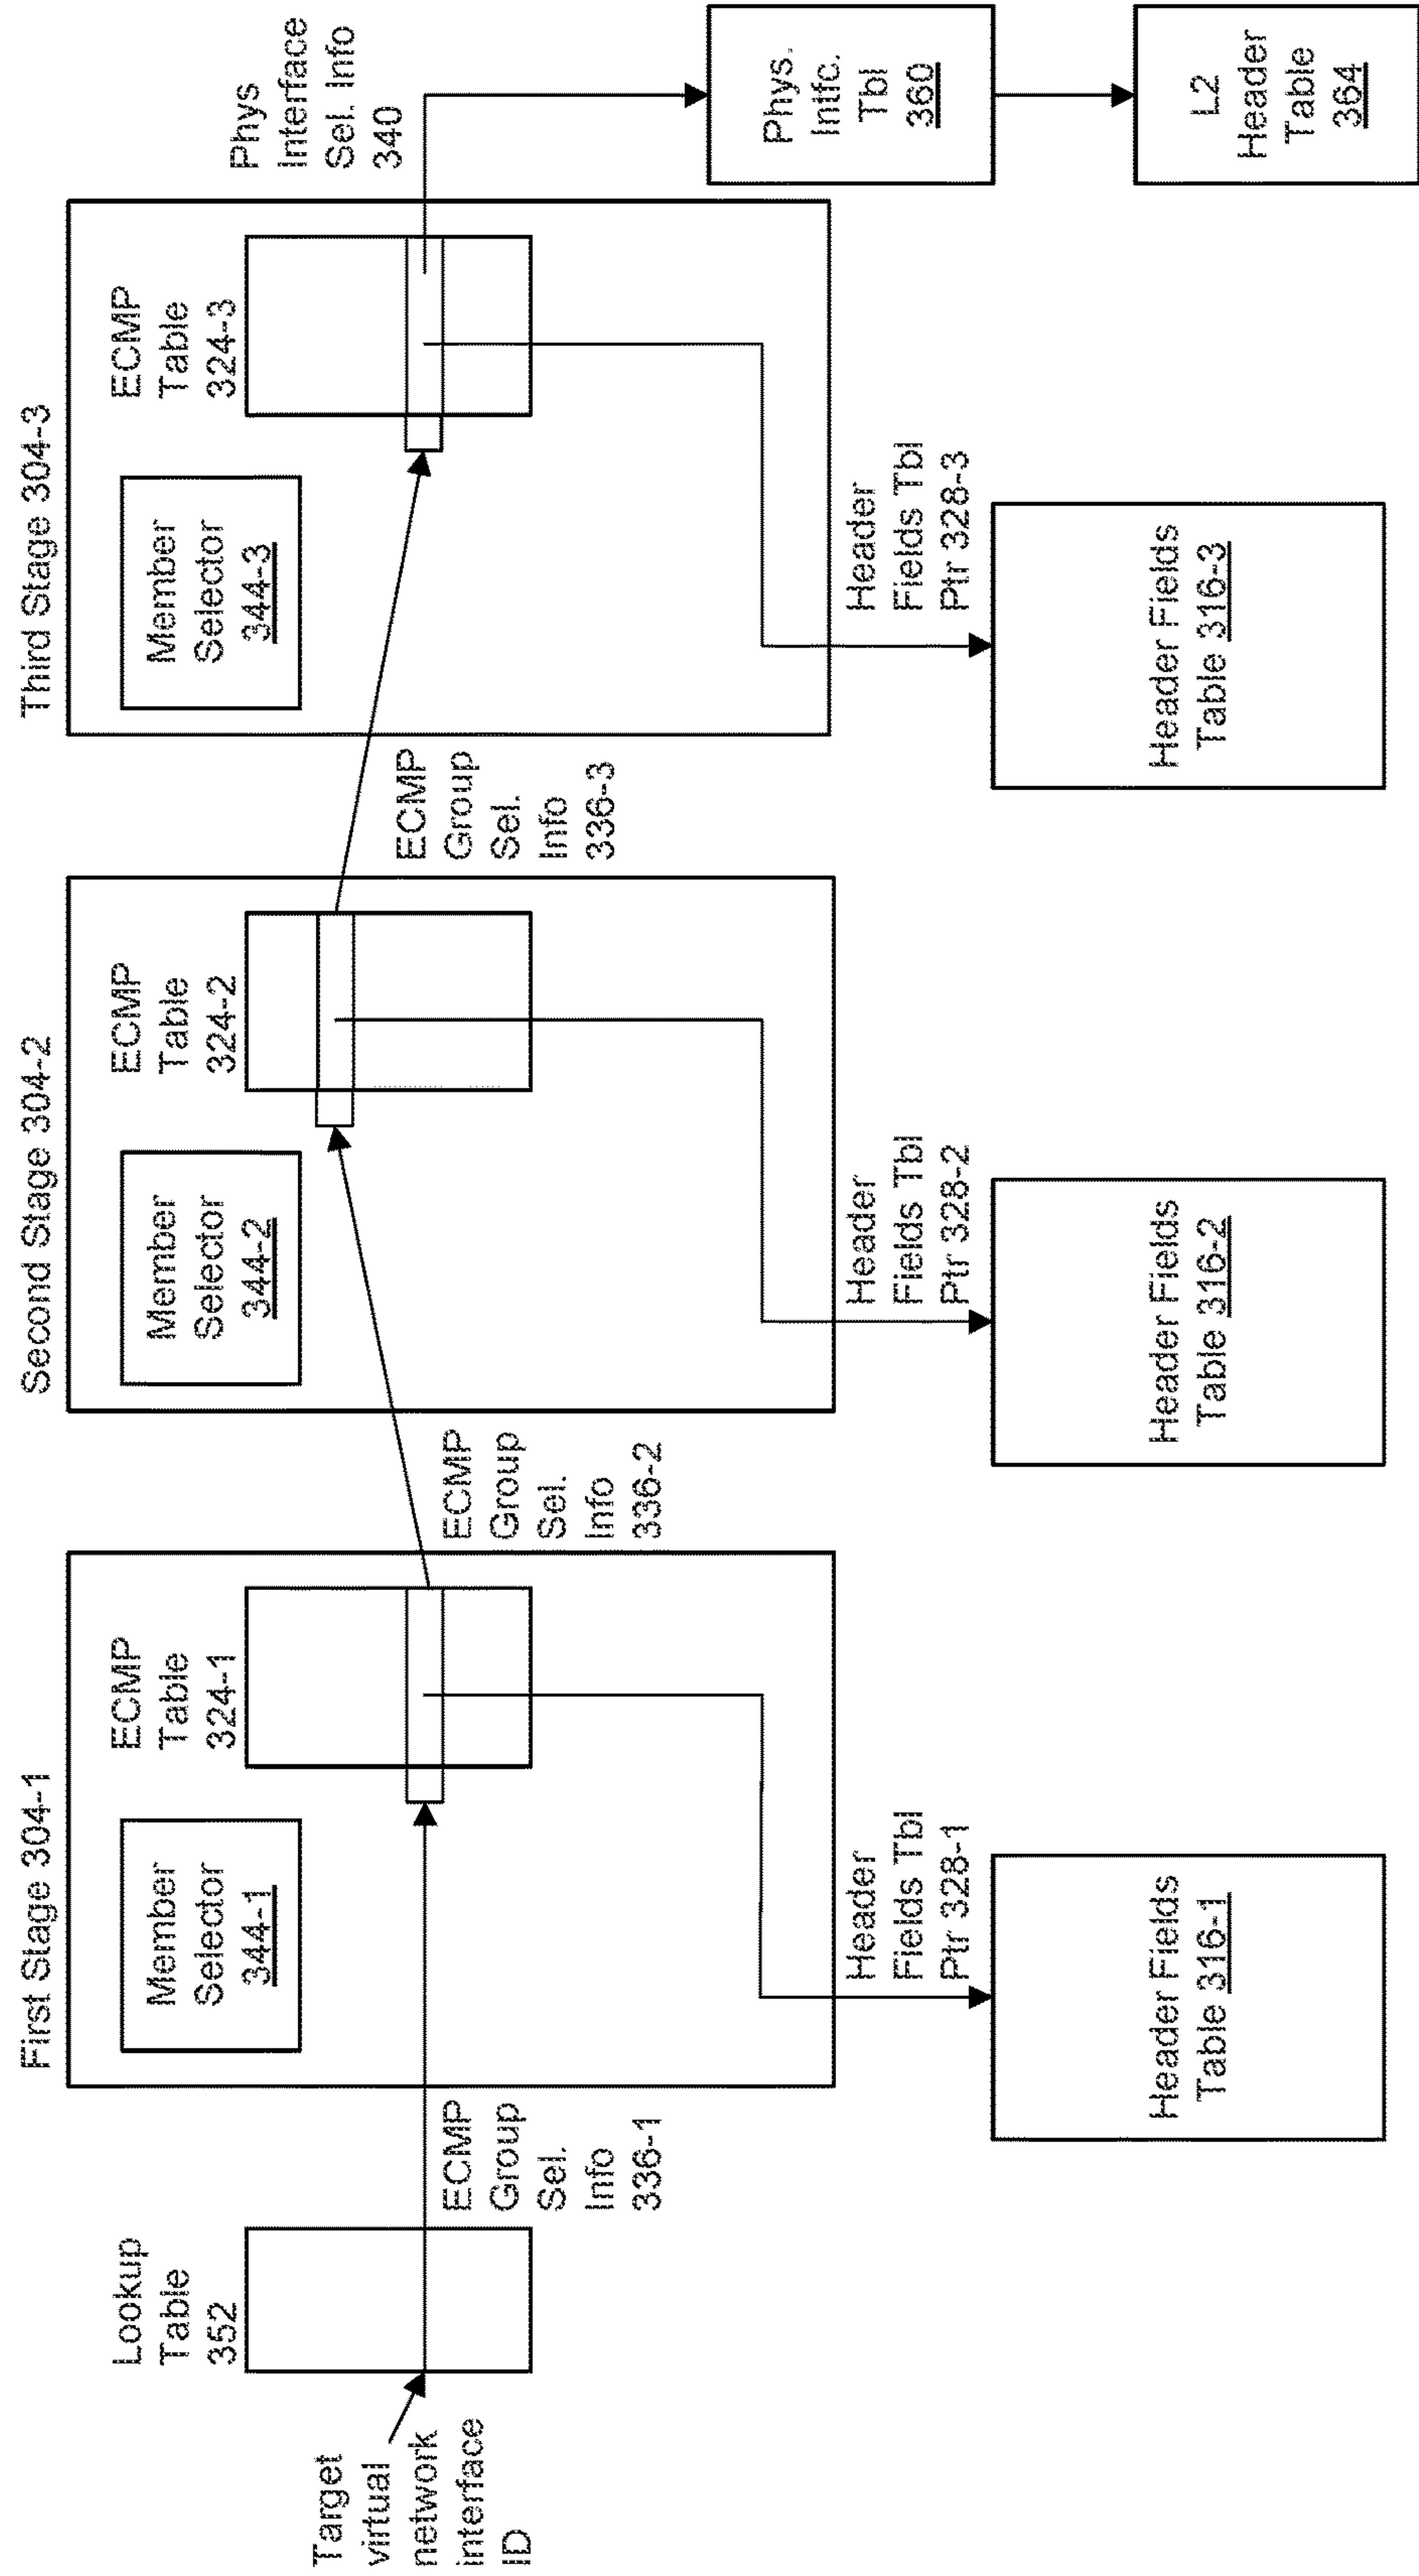 Target
virtual
network
interface
ID
Lookup
Table
352
ECMP
Group
Sel.
Info
336-1
First Stage 304-1
Member
Selector
344-1
ECMP
Table
324-1
Header
Fields Tbl
Ptr 328-1
Header Fields
Table 316-1
ECMP
Group
Sel.
Info
336-2
Second Stage 304-2
Member
Selector
344-2
ECMP
Table
324-2
Header
Fields Tbl
Ptr 328-2
Header Fields
Table 316-2
ECMP
Group
Sel.
Info
336-3
Third Stage 304-3
Member
Selector
344-3
ECMP
Table
324-3
Header
Fields Tbl
Ptr 328-3
Header Fields
Table 316-3
Phys
Interface
Sel. Info
340
Phys.
Intfc.
Tbl
360
L2
Header
Table
364